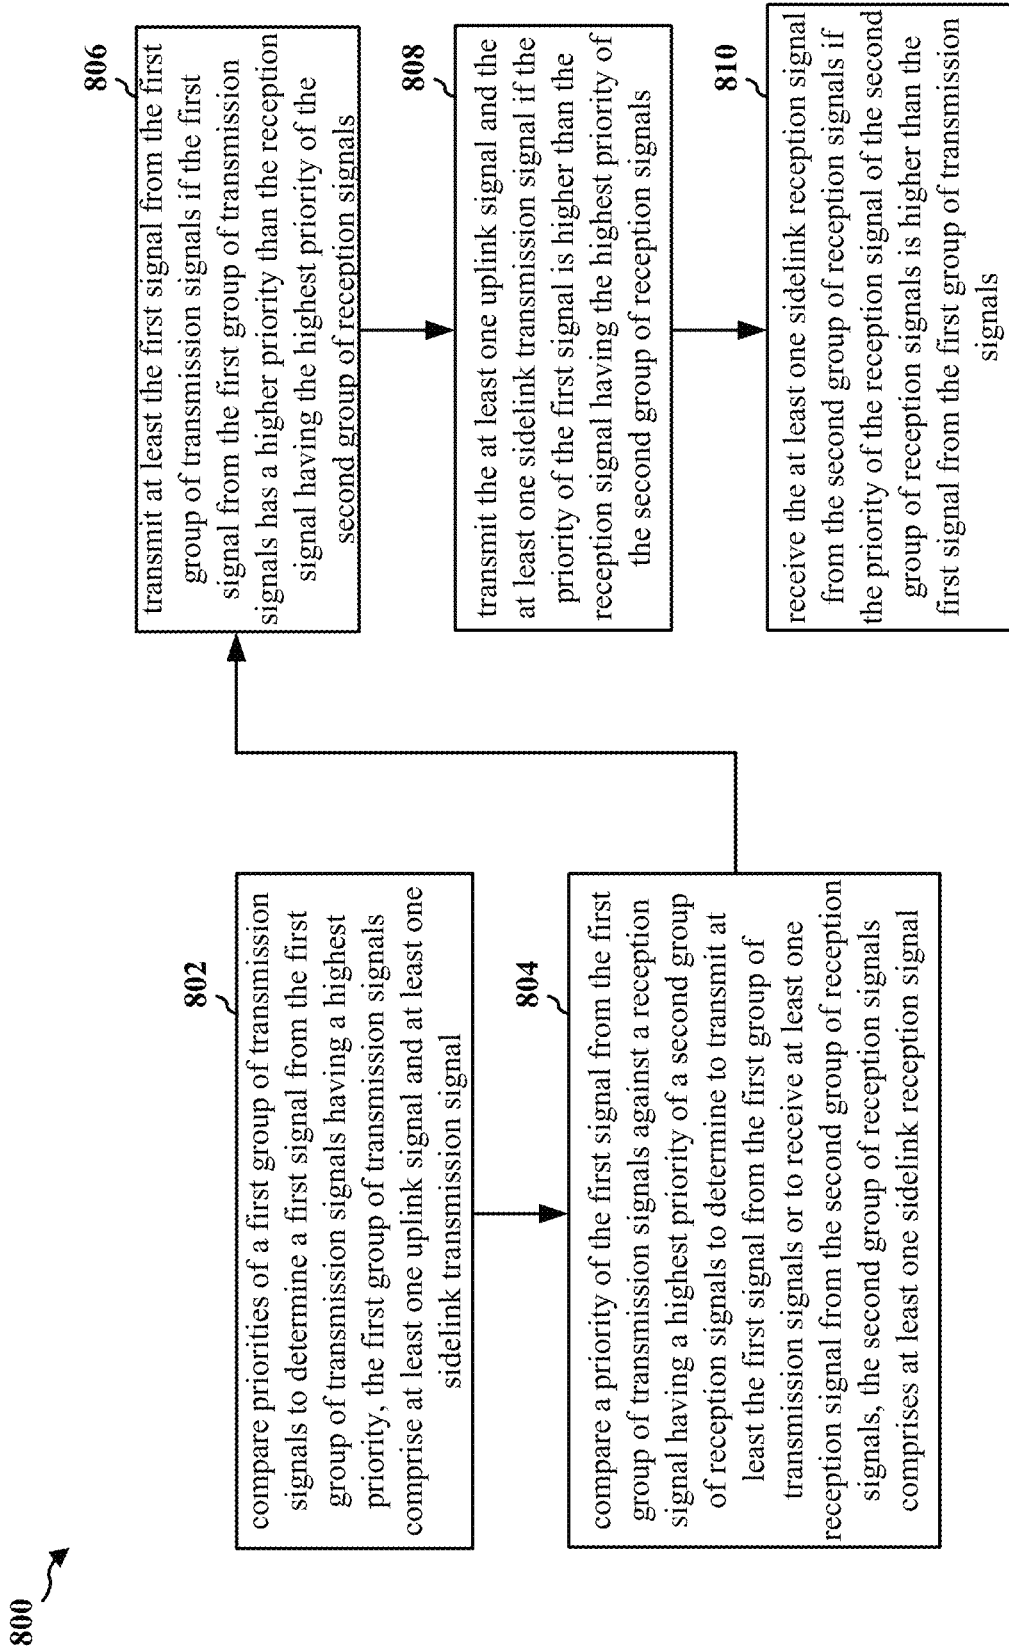 800
802
compare priorities of a first group of transmission
signals to determine a first signal from the first
group of transmission signals having a highest
priority, the first group of transmission signals
comprise at least one uplink signal and at least one
sidelink transmission signal
804
compare a priority of the first signal from the first
group of transmission signals against a reception
signal having a highest priority of a second group
of reception signals to determine to transmit at
least the first signal from the first group of
transmission signals or to receive at least one
reception signal from the second group of reception
signals, the second group of reception signals
comprises at least one sidelink reception signal
806
transmit at least the first signal from the first
group of transmission signals if the first
signal from the first group of transmission
signals has a higher priority than the reception
signal having the highest priority of the
second group of reception signals
808
transmit the at least one uplink signal and the
at least one sidelink transmission signal if the
priority of the first signal is higher than the
reception signal having the highest priority of
the second group of reception signals
810
receive the at least one sidelink reception signal
from the second group of reception signals if
the priority of the reception signal of the second
group of reception signals is higher than the
first signal from the first group of transmission
signals